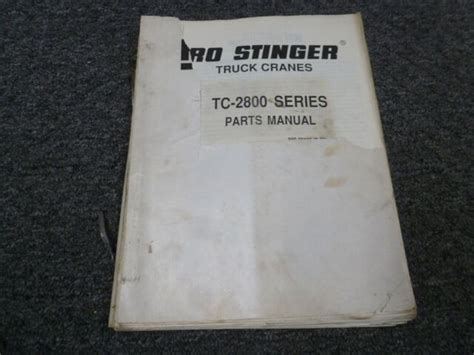 RO STINGER®
TRUCK CRANES
TC-2800 SERIES
PARTS MANUAL